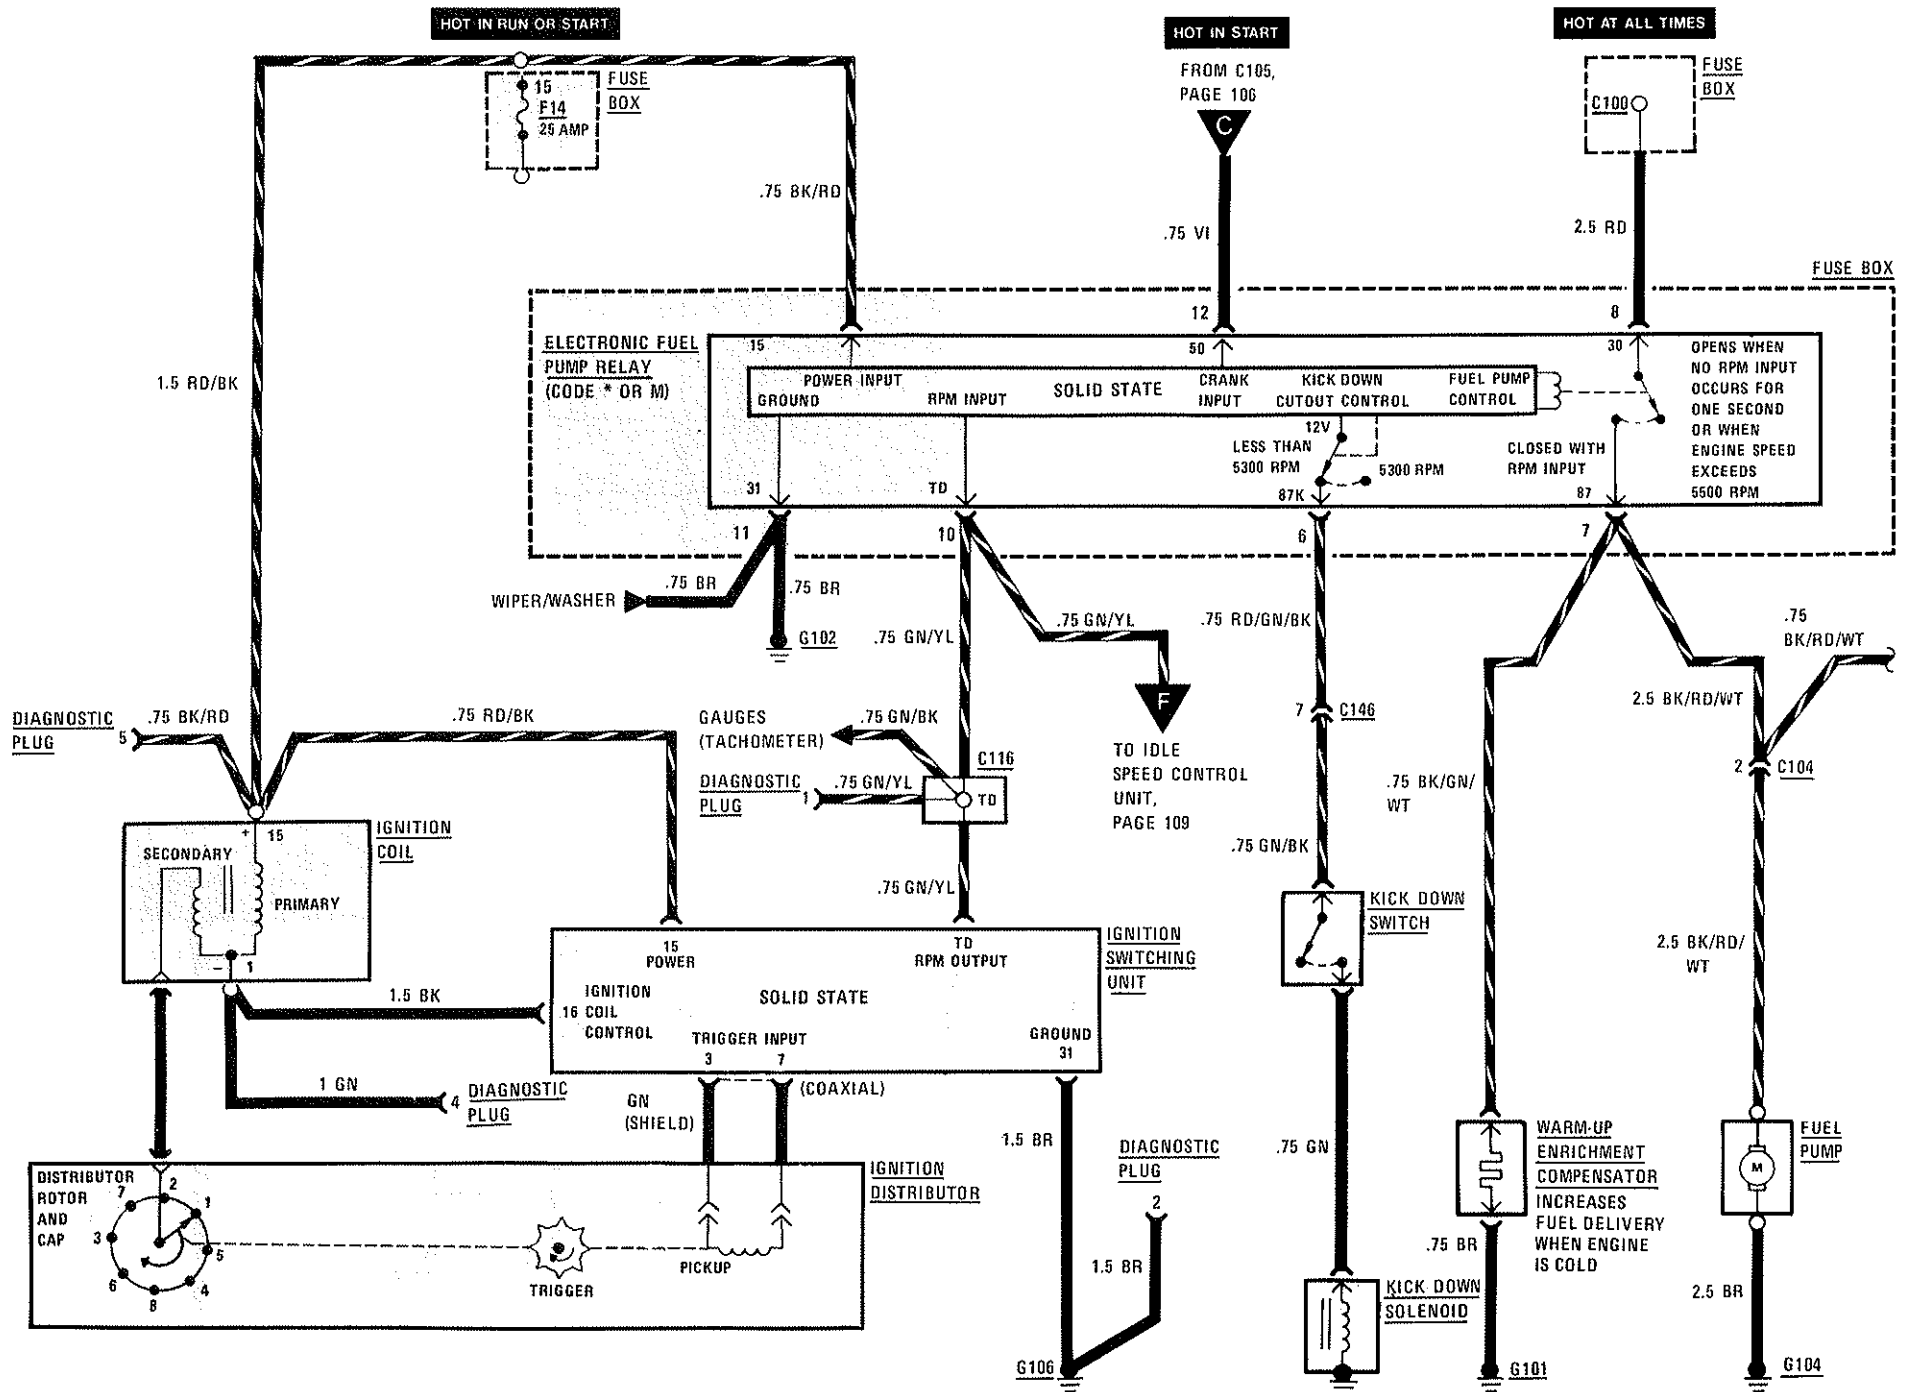 HOT IN RUN OR START
HOT IN START
HOT AT ALL TIMES
FUSE
BOX
15
F14
25 AMP
FROM C105,
PAGE 106
C
FUSE
BOX
C100
.75 BK/RD
.75 VI
2.5 RD
FUSE BOX
12
8
1.5 RD/BK
ELECTRONIC FUEL
PUMP RELAY
(CODE * OR M)
15
50
30
POWER INPUT
GROUND
RPM INPUT
SOLID STATE
CRANK
INPUT
KICK DOWN
CUTOUT CONTROL
FUEL PUMP
CONTROL
OPENS WHEN
NO RPM INPUT
OCCURS FOR
ONE SECOND
OR WHEN
ENGINE SPEED
EXCEEDS
5500 RPM
12V
LESS THAN
5300 RPM
5300 RPM
CLOSED WITH
RPM INPUT
31
TD
87K
87
11
10
6
7
WIPER/WASHER
.75 BR
.75 BR
G102
.75 GN/YL
.75 GN/YL
F
TO IDLE
SPEED CONTROL
UNIT,
PAGE 109
.75 RD/GN/BK
7
C146
.75
BK/RD/WT
2.5 BK/RD/WT
2
C104
DIAGNOSTIC
PLUG
5
.75 BK/RD
.75 RD/BK
GAUGES
(TACHOMETER)
.75 GN/BK
C116
DIAGNOSTIC
PLUG
1
.75 GN/YL
TD
.75 BK/GN/
WT
.75 GN/BK
+
15
IGNITION
COIL
SECONDARY
PRIMARY
–
1
.75 GN/YL
KICK DOWN
SWITCH
15
POWER
TD
RPM OUTPUT
IGNITION
SWITCHING
UNIT
2.5 BK/RD/
WT
1.5 BK
16
IGNITION
COIL
CONTROL
SOLID STATE
TRIGGER INPUT
3
7
GROUND
31
1 GN
4
DIAGNOSTIC
PLUG
GN
(SHIELD)
(COAXIAL)
1.5 BR
DIAGNOSTIC
PLUG
2
.75 GN
WARM-UP
ENRICHMENT
COMPENSATOR
INCREASES
FUEL DELIVERY
WHEN ENGINE
IS COLD
FUEL
PUMP
M
DISTRIBUTOR
ROTOR
AND
CAP
7
2
1
3
5
6
4
8
TRIGGER
PICKUP
IGNITION
DISTRIBUTOR
1.5 BR
.75 BR
2.5 BR
KICK DOWN
SOLENOID
G106
G101
G104